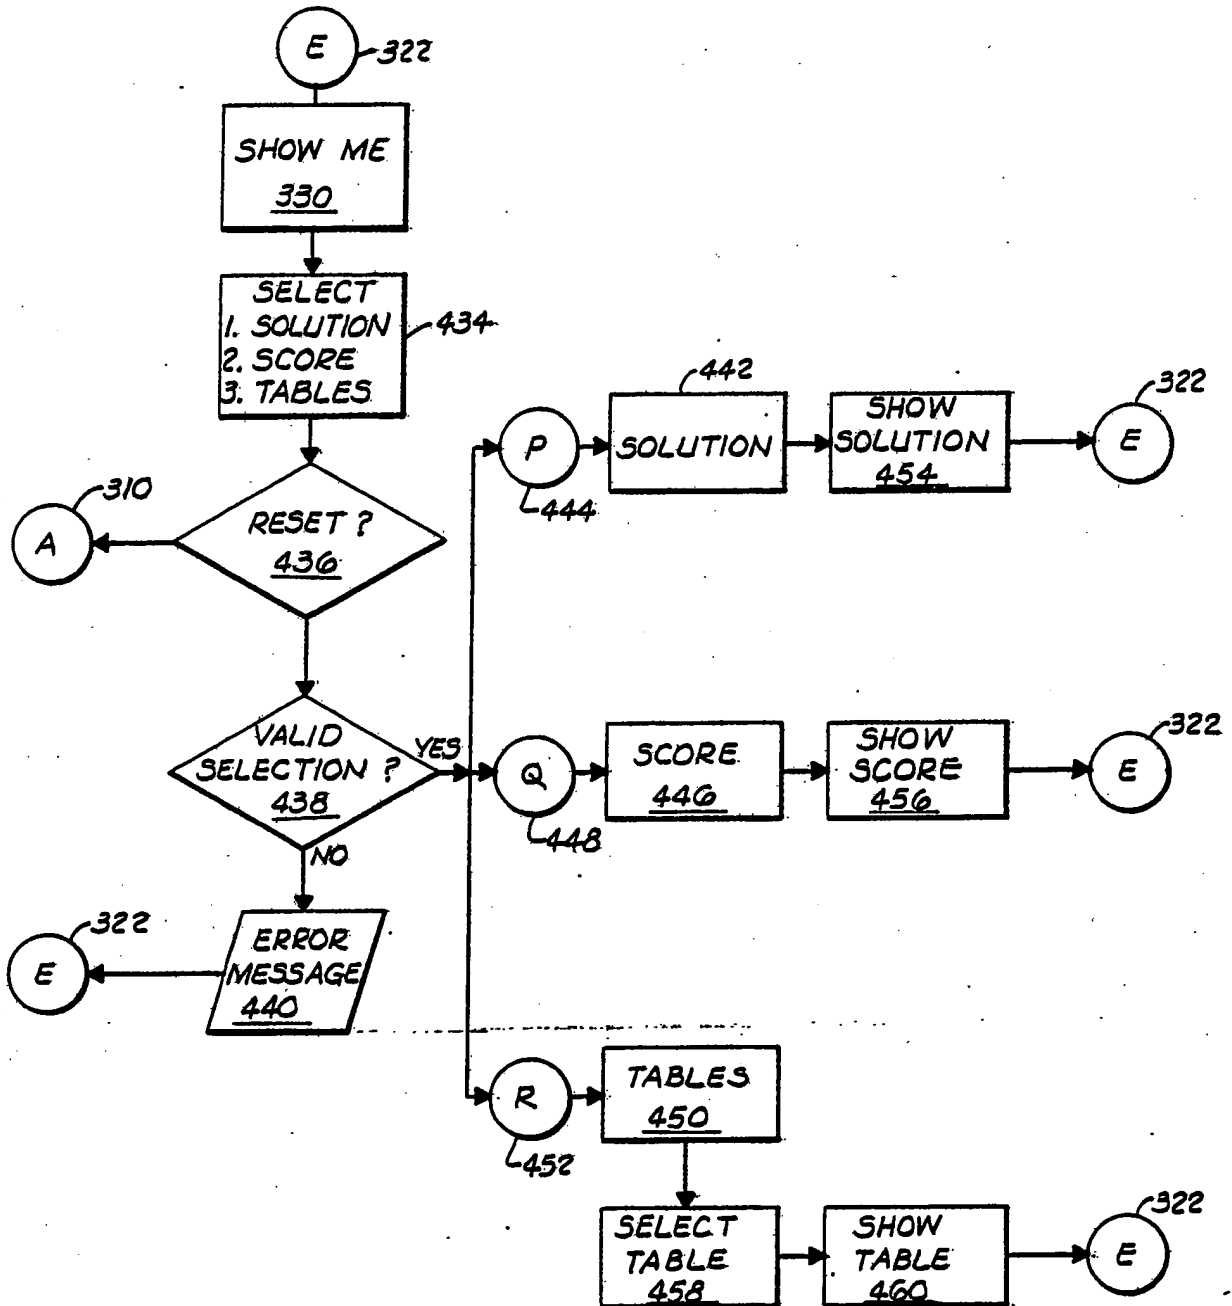 E
322
SHOW ME
330
SELECT
1. SOLUTION
2. SCORE
3. TABLES
434
RESET ?
436
310
A
VALID
SELECTION ?
438
YES
NO
ERROR
MESSAGE
440
322
E
P
444
442
SOLUTION
SHOW
SOLUTION
454
322
E
Q
448
SCORE
446
SHOW
SCORE
456
322
E
R
452
TABLES
450
SELECT
TABLE
458
SHOW
TABLE
460
322
E